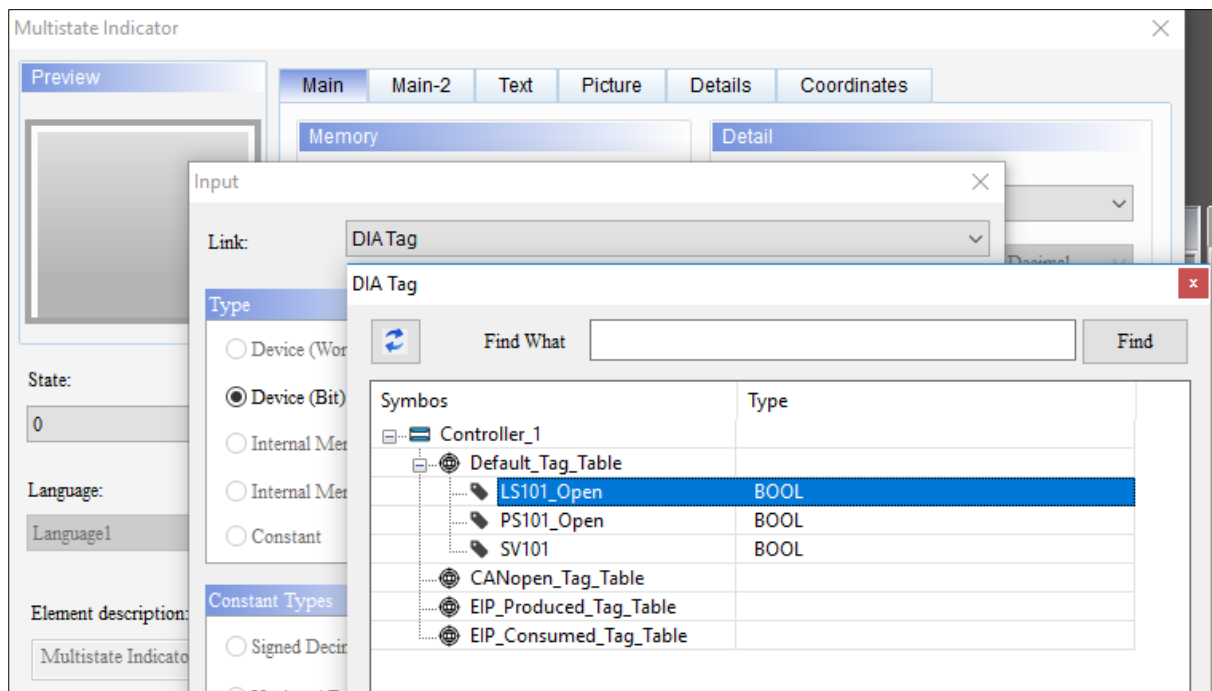 Multistate Indicator
Preview
Main Main-2 Text Picture Details Coordinates
Memory
Detail
Input
Link: DIA Tag
DIA Tag
x
Type
Find What
Find
Device (Wor
State:
Device (Bit)
0
Symbos Type
Controller_1
Internal Mer
Default_Tag_Table
Language:
Internal Mer
LS101_Open BOOL
PS101_Open BOOL
Language1
Constant
SV101 BOOL
CANopen_Tag_Table
Element description:
Constant Types
EIP_Produced_Tag_Table
EIP_Consumed_Tag_Table
Multistate Indicato
Signed Decir